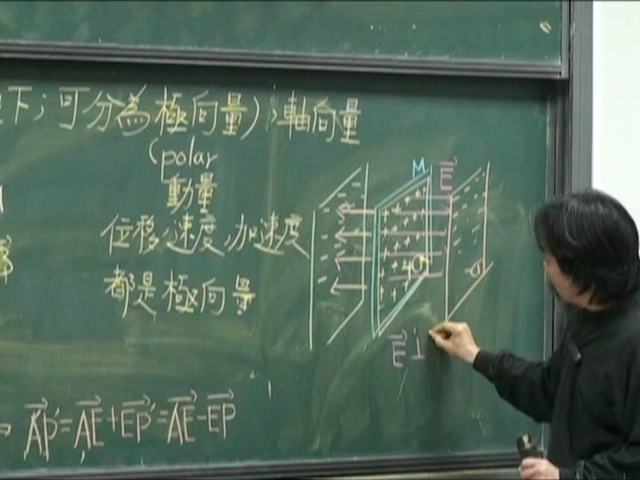 下；可分為極向量）；軸向量
(polar
動量
位移、速度、加速度
都是極向量
M
E
E⊥
AP'=AE+EP'=AE-EP